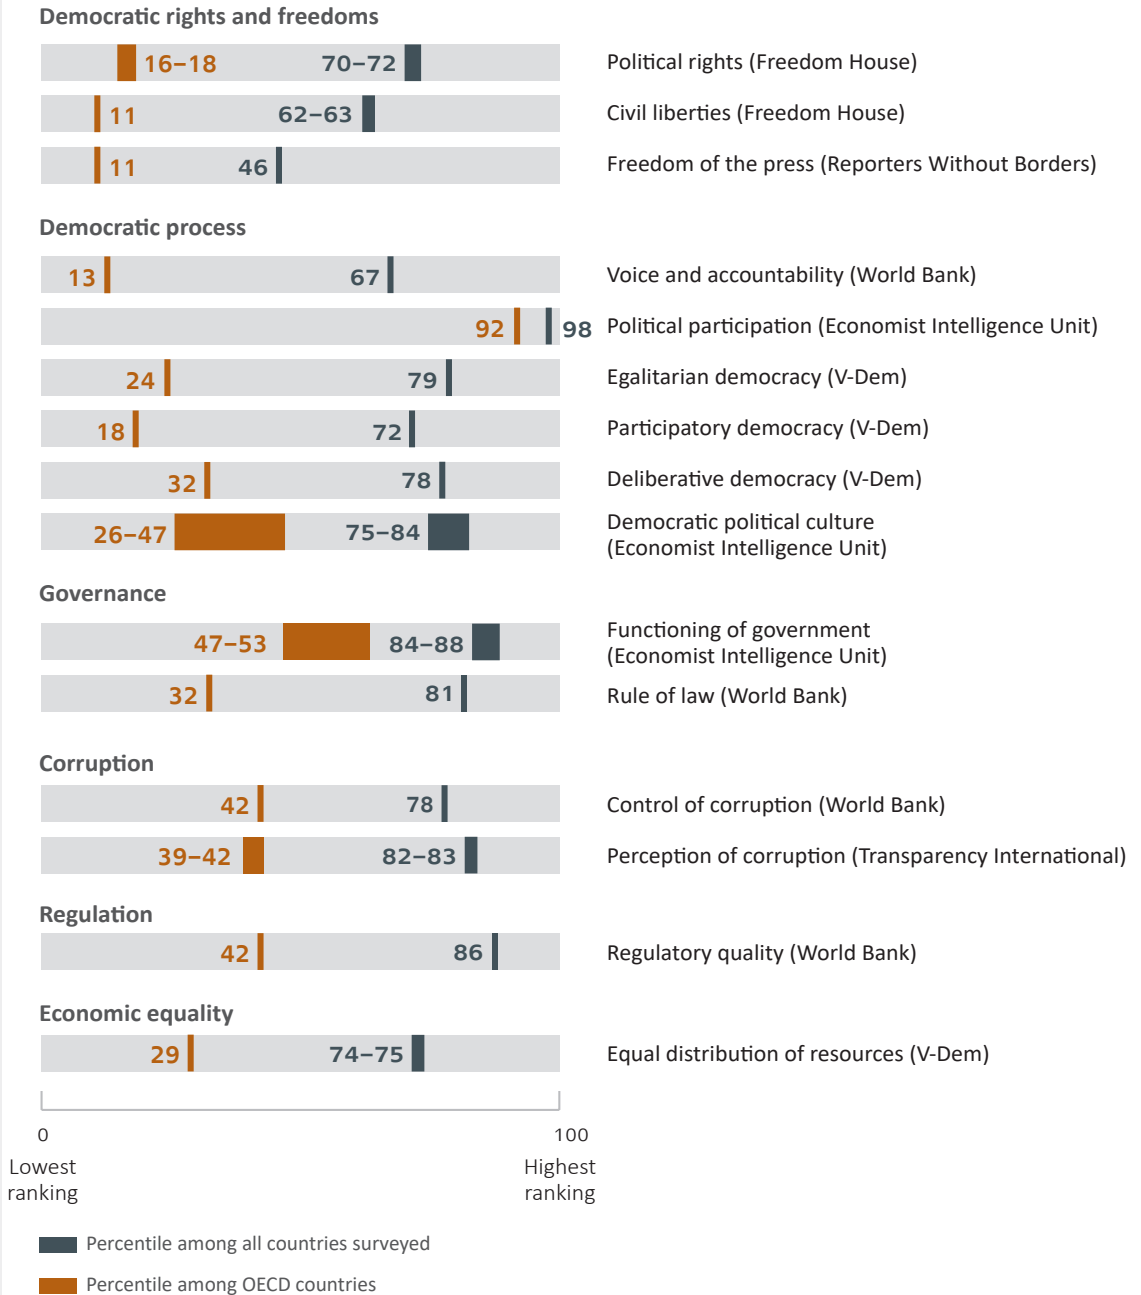 Democratic rights and freedoms
16–18 70–72 Political rights (Freedom House)
11 62–63 Civil liberties (Freedom House)
11 46 Freedom of the press (Reporters Without Borders)
Democratic process
13 67 Voice and accountability (World Bank)
92 98 Political participation (Economist Intelligence Unit)
24 79 Egalitarian democracy (V-Dem)
18 72 Participatory democracy (V-Dem)
32 78 Deliberative democracy (V-Dem)
26–47 75–84 Democratic political culture
(Economist Intelligence Unit)
Governance
47–53 84–88 Functioning of government
(Economist Intelligence Unit)
32 81 Rule of law (World Bank)
Corruption
42 78 Control of corruption (World Bank)
39–42 82–83 Perception of corruption (Transparency International)
Regulation
42 86 Regulatory quality (World Bank)
Economic equality
29 74–75 Equal distribution of resources (V-Dem)
0 100
Lowest Highest
ranking ranking
Percentile among all countries surveyed
Percentile among OECD countries